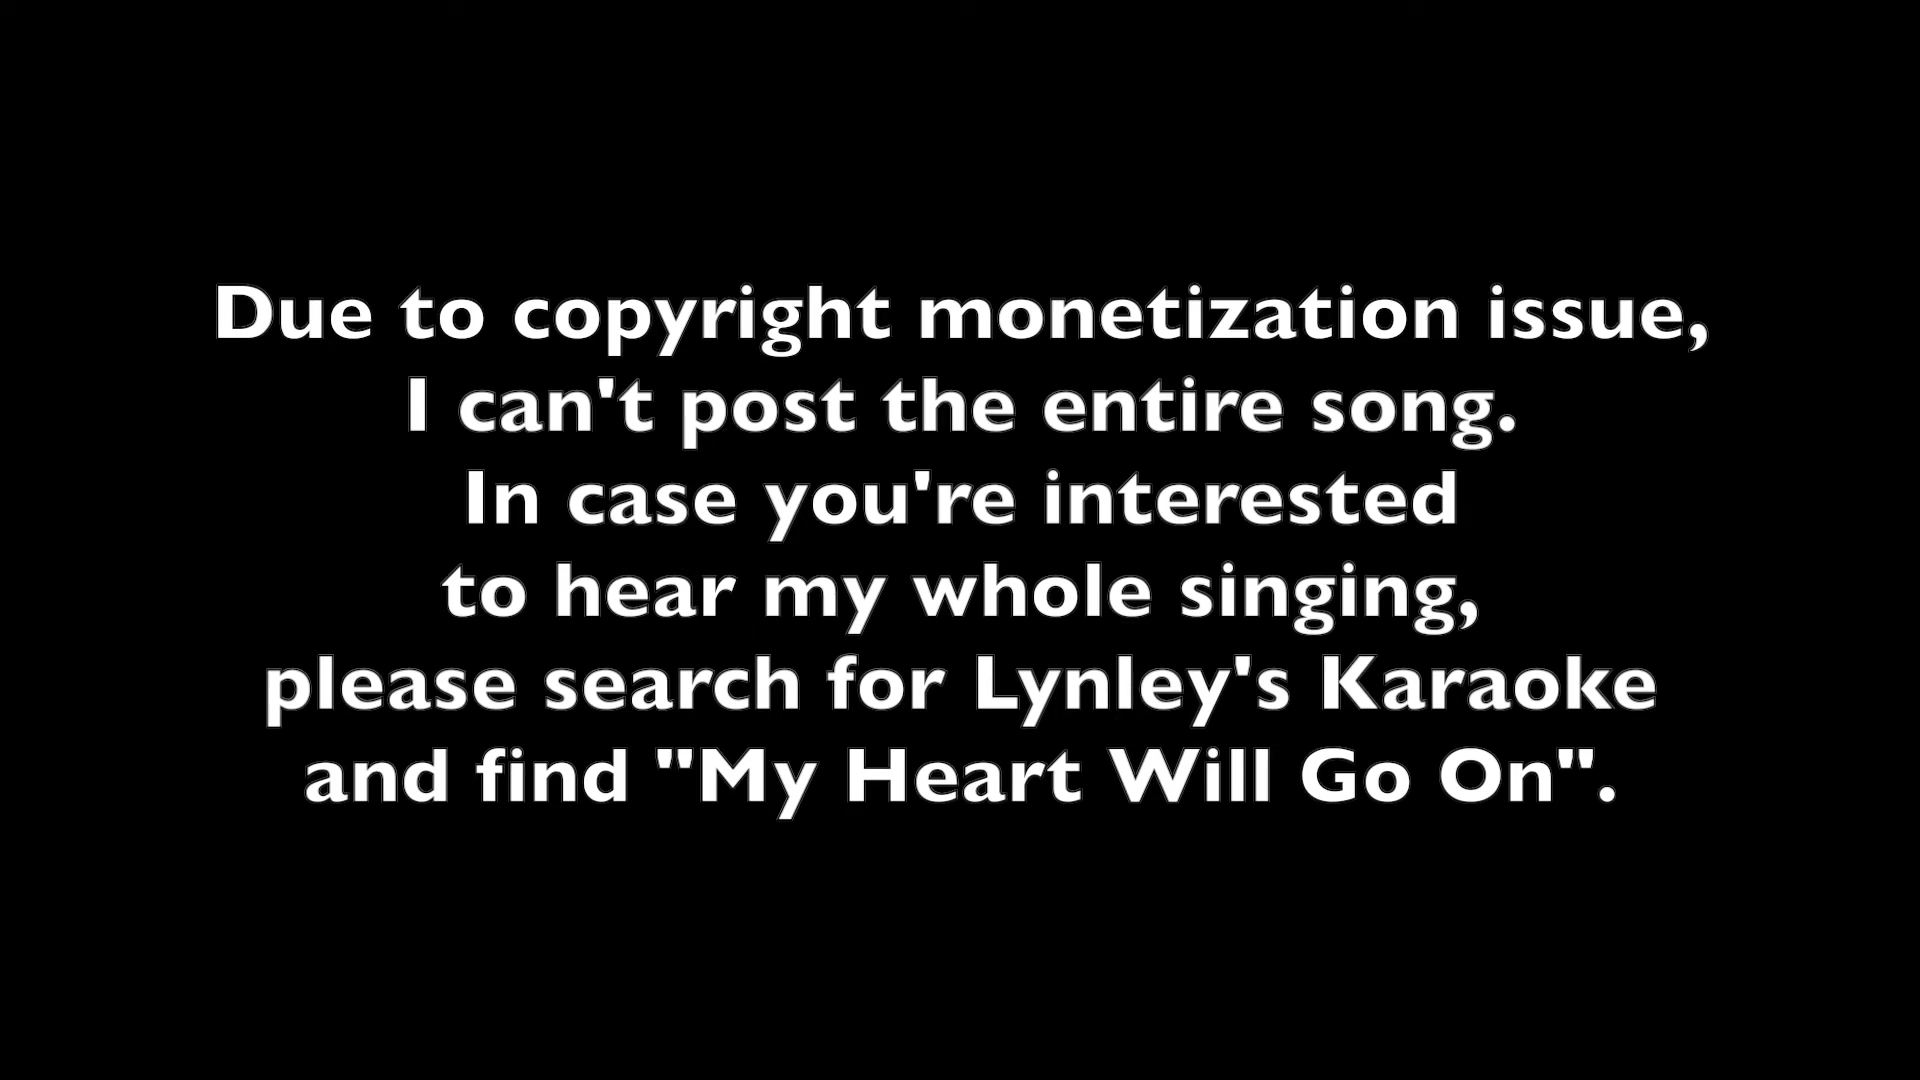 Due to copyright monetization issue,
I can't post the entire song.
In case you're interested
to hear my whole singing,
please search for Lynley's Karaoke
and find "My Heart Will Go On".